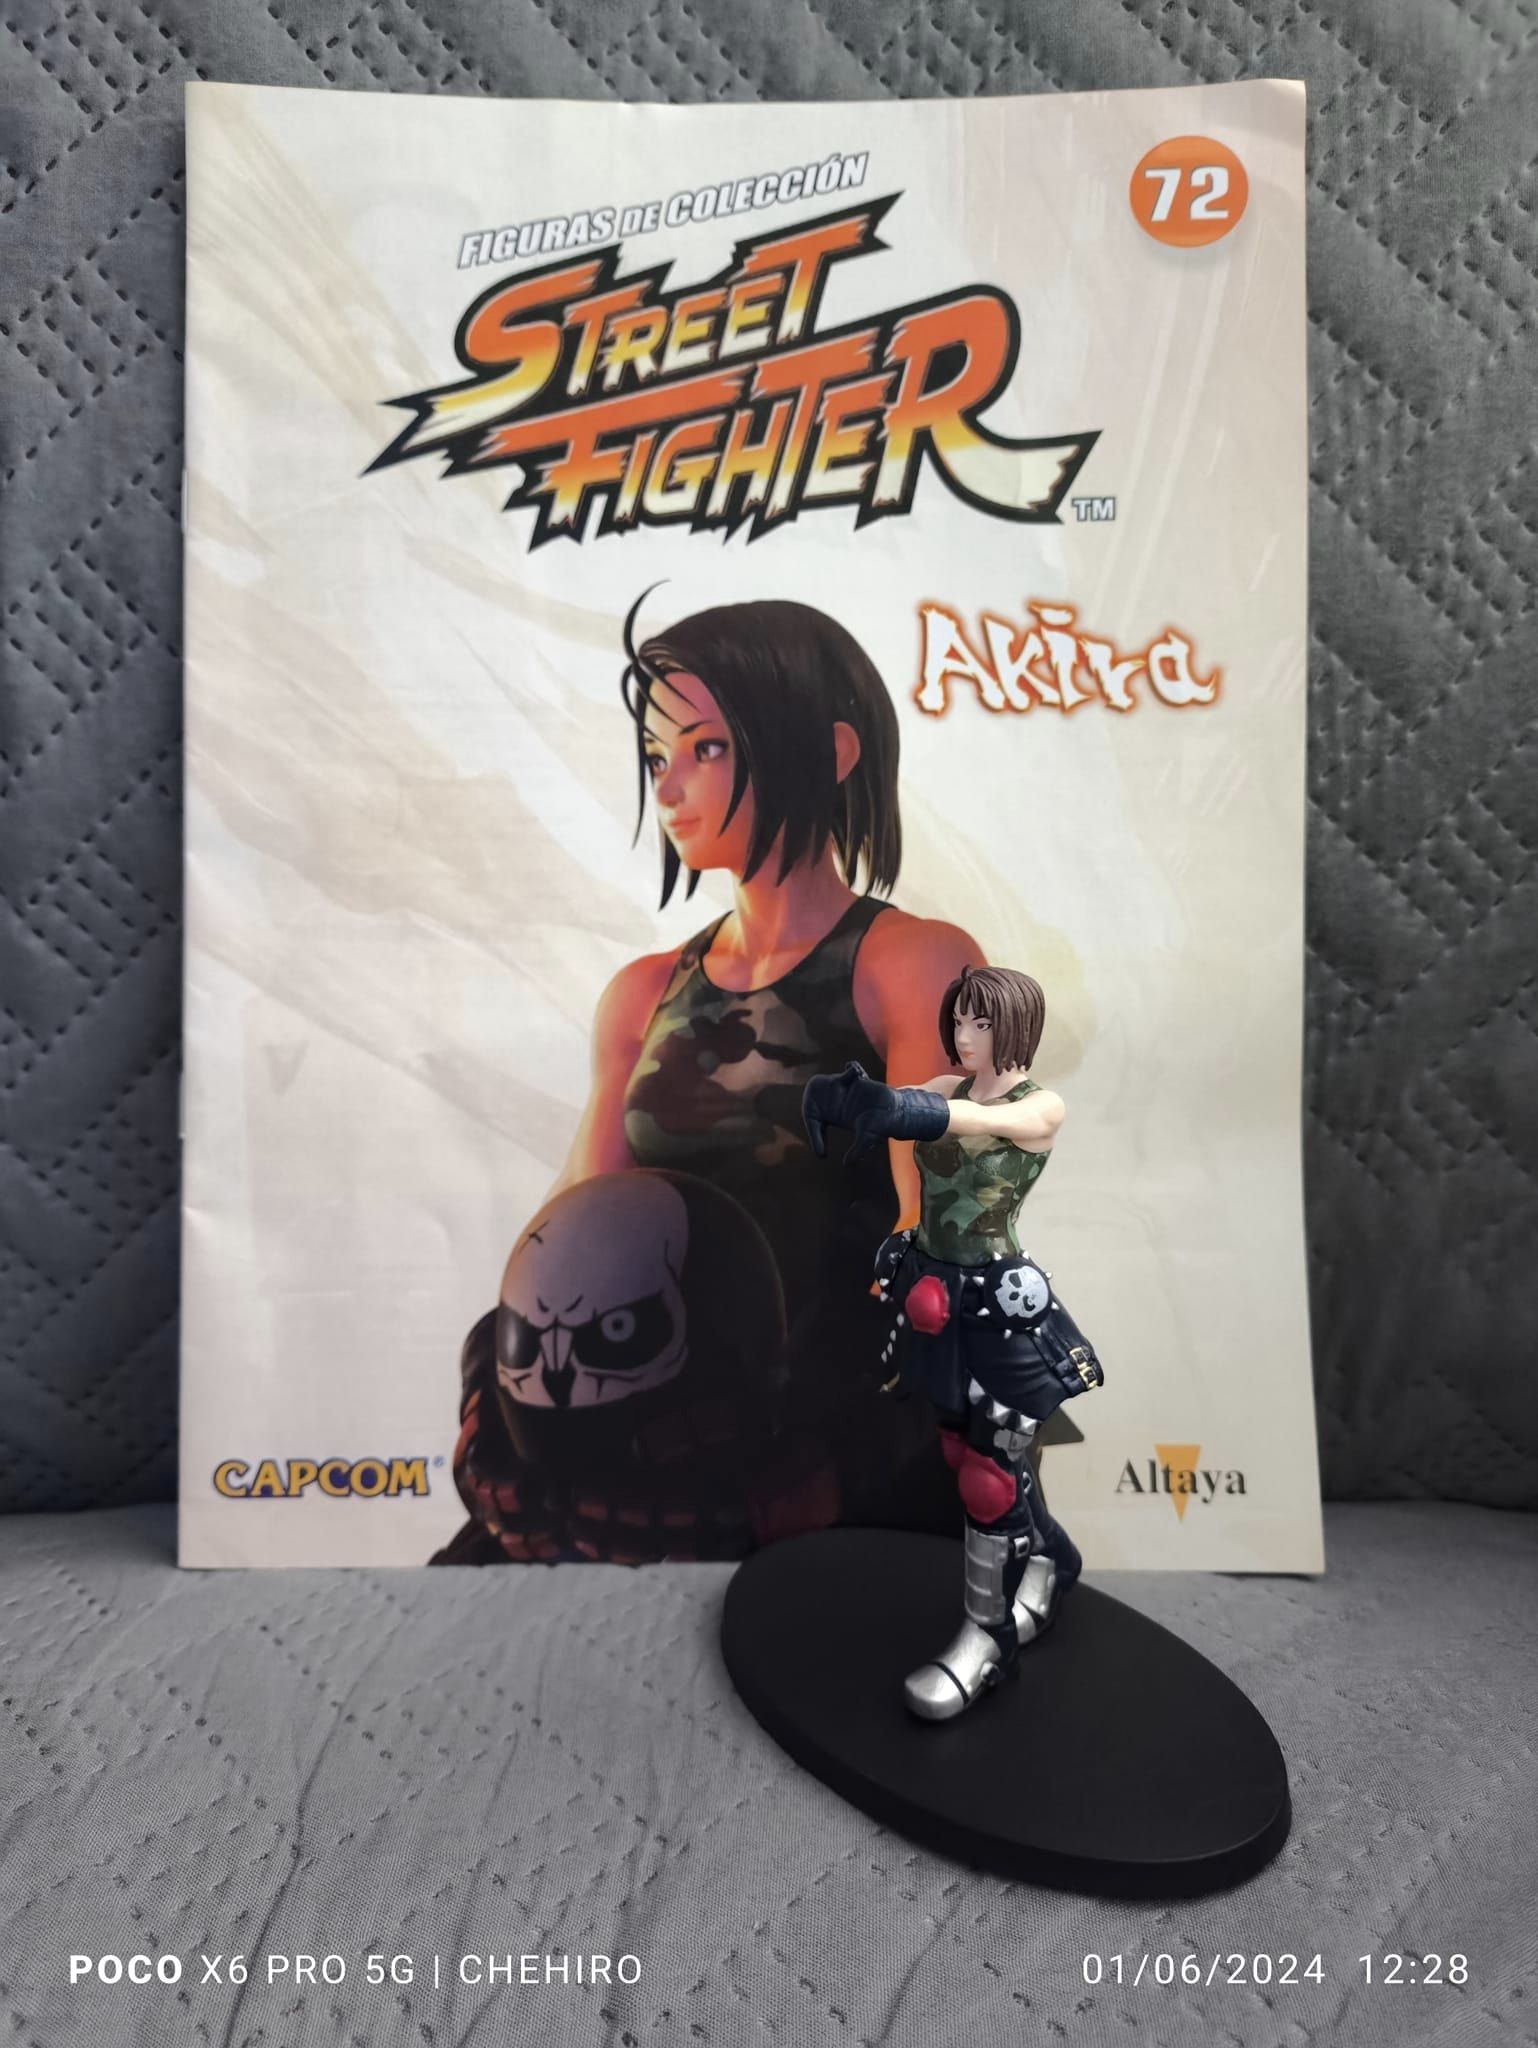 72
FIGURAS DE COLECCIÓN
STREET
FIGHTER
TM
Akira
CAPCOM®
Altaya
POCO X6 PRO 5G | CHEHIRO
01/06/2024 12:28